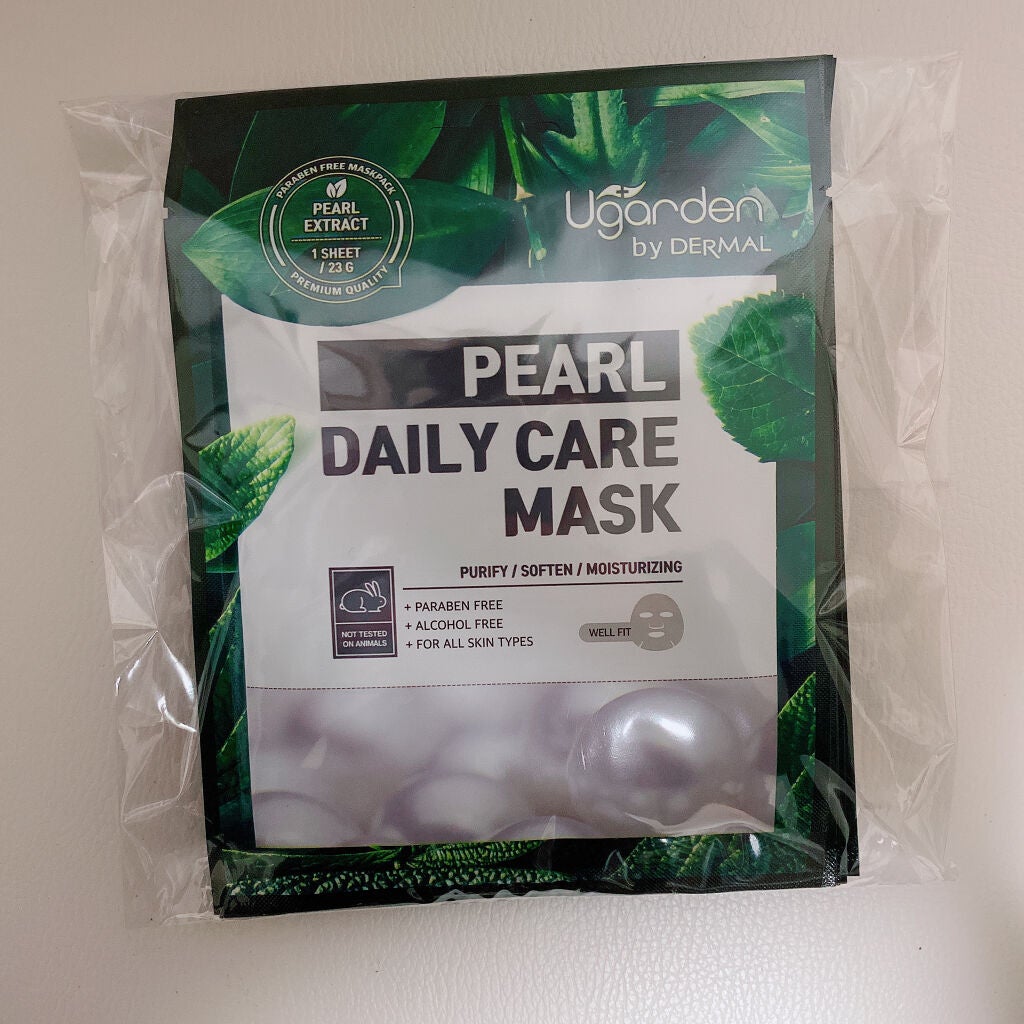 PARABEN FREE MASKPACK
PEARL
EXTRACT
1 SHEET
/ 23 G
PREMIUM QUALITY
Ugarden
by DERMAL
PEARL
DAILY CARE
MASK
PURIFY / SOFTEN / MOISTURIZING
NOT TESTED
ON ANIMALS
+ PARABEN FREE
+ ALCOHOL FREE
+ FOR ALL SKIN TYPES
WELL FIT